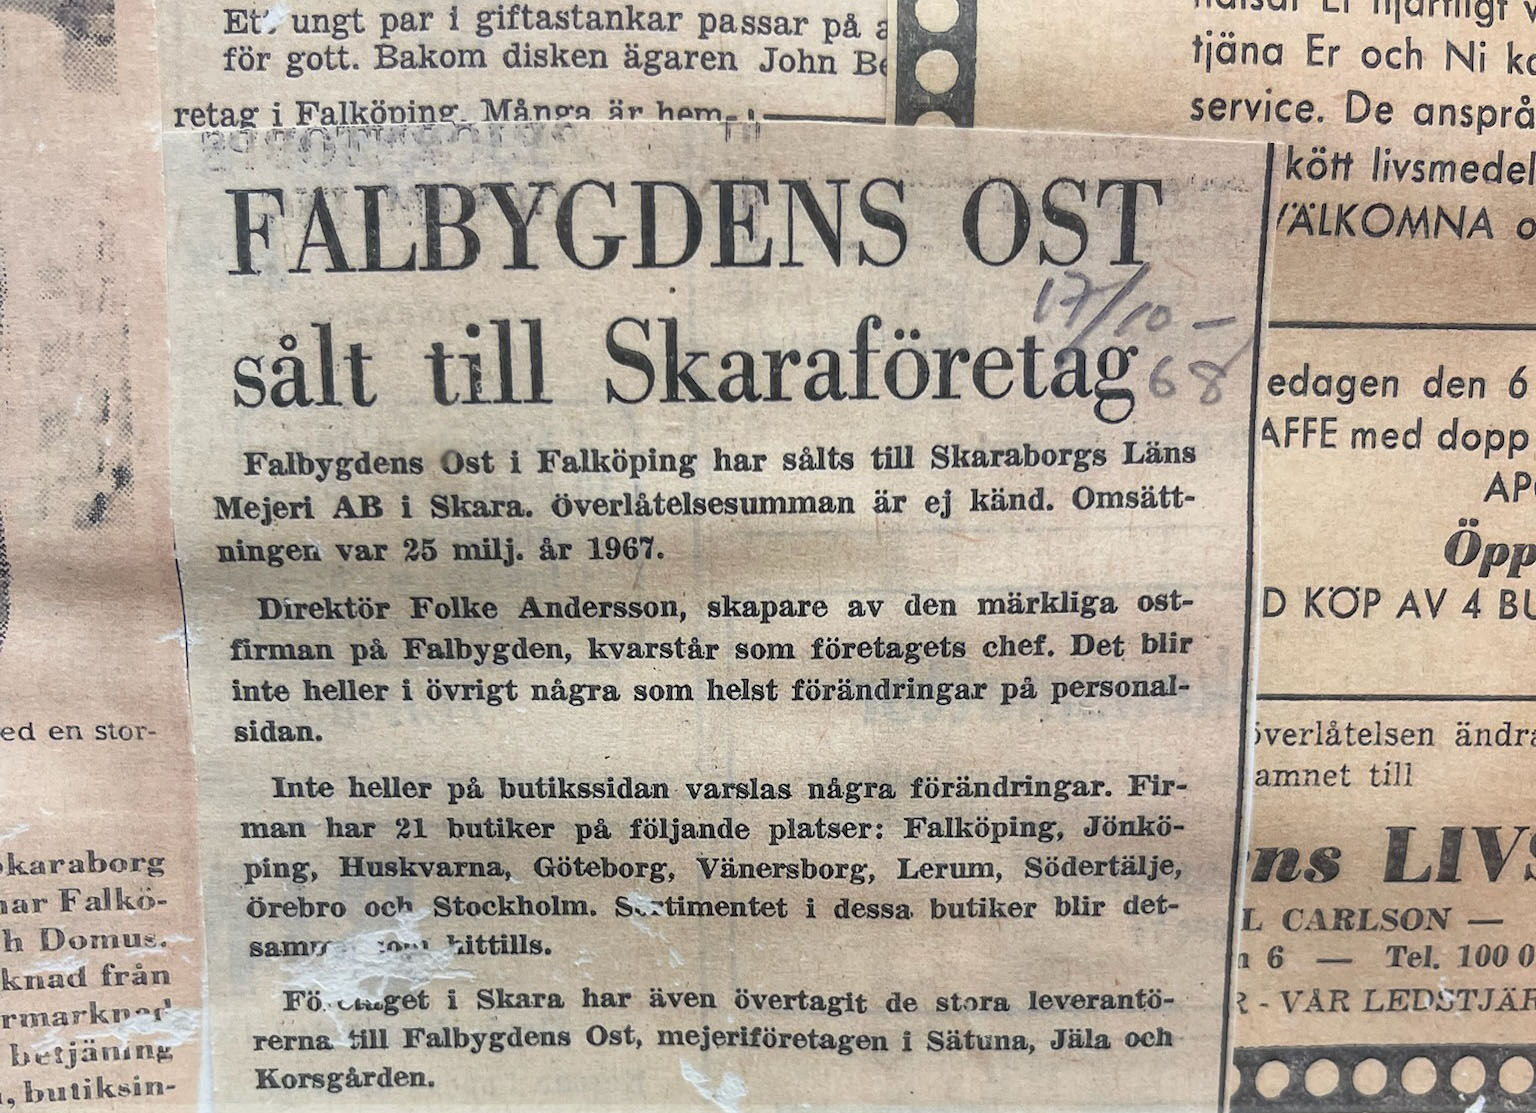 Et ungt par i giftastankar passar på
för gott. Bakom disken ägaren John
retag i Falköping. Många är hem-
FALBYGDENS OST
sålt till Skaraföretag
17/10 - 68
Falbygdens Ost i Falköping har sålts till Skaraborgs Läns
Mejeri AB i Skara. överlåtelsesumman är ej känd. Omsätt-
ningen var 25 milj. år 1967.
Direktör Folke Andersson, skapare av den märkliga ost-
firman på Falbygden, kvarstår som företagets chef. Det blir
inte heller i övrigt några som helst förändringar på personal-
sidan.
Inte heller på butikssidan varslas några förändringar. Fir-
man har 21 butiker på följande platser: Falköping, Jönkö-
ping, Huskvarna, Göteborg, Vänersborg, Lerum, Södertälje,
örebro och Stockholm. Sortimentet i dessa butiker blir det-
samma som hittills.
Företaget i Skara har även övertagit de stora leverantö-
rerna till Falbygdens Ost, mejeriföretagen i Sätuna, Jäla och
Korsgården.
ed en stor-
skaraborg
nar Falkö-
h Domus.
knad från
rmarknad
betjäning
, butiksin-
tjäna Er och Ni
service. De ansprå
kött livsmedel
VÄLKOMNA
edagen den 6
AFFE med dopp
Öpp
D KÖP AV 4 BU
överlåtelsen ändra
amnet till
ns LIVS
L CARLSON —
6 — Tel. 100 0
R - VÅR LEDSTJÄR